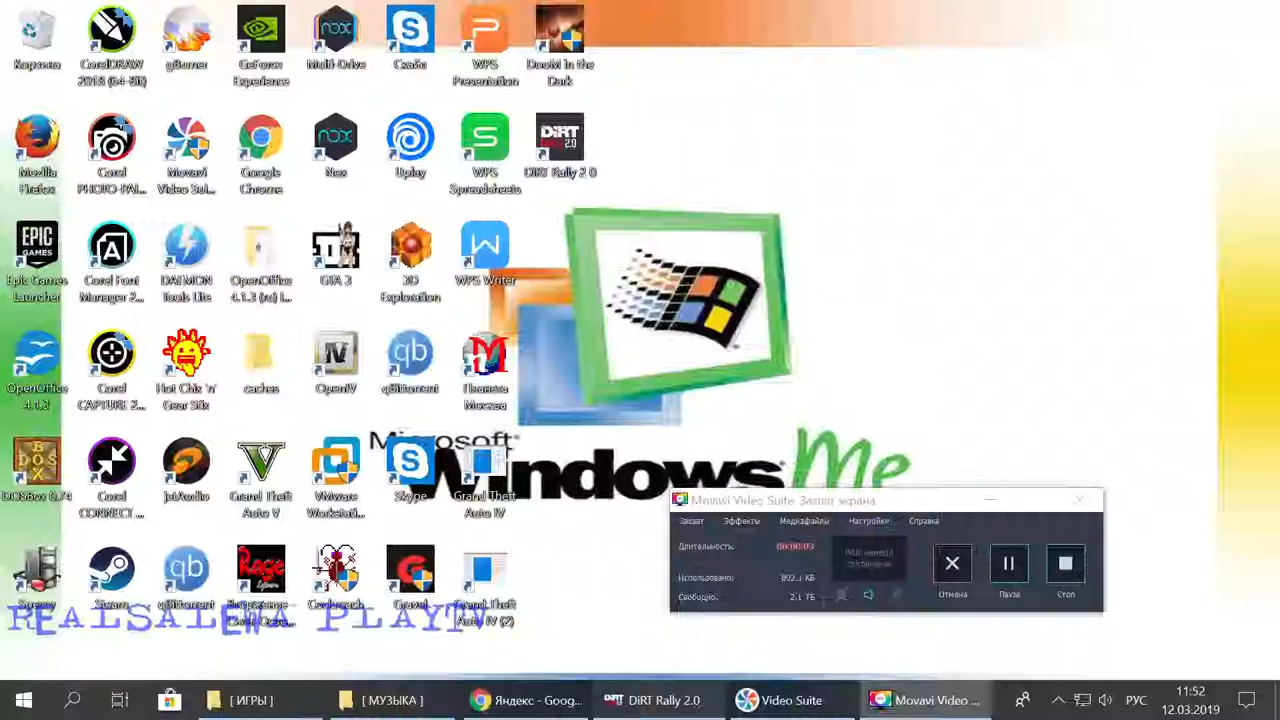 Корзина
CorelDRAW
2018 (64-Bit)
gBurner
GeForce
Experience
Multi-Drive
Скайп
WPS
Presentation
DooM in the
Dark
Mozilla
Firefox
Corel
PHOTO-PAI...
Movavi
Video Sui...
Google
Chrome
Nox
Uplay
WPS
Spreadsheets
DiRT Rally 2 0
Epic Games
Launcher
Corel Font
Manager 2...
DAEMON
Tools Lite
OpenOffice
4.1.3 (ru) I...
GTA 3
3D
Exploration
WPS Writer
OpenOffice
4.1.2
Corel
CAPTURE 2...
Hot Chix 'n'
Gear Stix
caches
OpenIV
qBittorrent
Планета
Москва
Microsoft
Windows Me
DOSBox 0.74
Corel
CONNECT ...
jetAudio
Grand Theft
Auto V
VMware
Workstati...
Skype
Grand Theft
Auto IV
Steam
qBittorrent
Cockroach
Gravel
Grand Theft
Auto IV (2)
REALSALEWA PLAYTV
Movavi Video Suite Захват экрана
Захват Эффекты Медиафайлы Настройки Справка
Длительность: 00:00:03
Использовано:
Свободно: 2.1 ТБ
Отмена Пауза Стоп
[ ИГРЫ ]
[ МУЗЫКА ]
Яндекс - Goog...
DiRT Rally 2.0
Video Suite
Movavi Video ...
РУС
11:52
12.03.2019